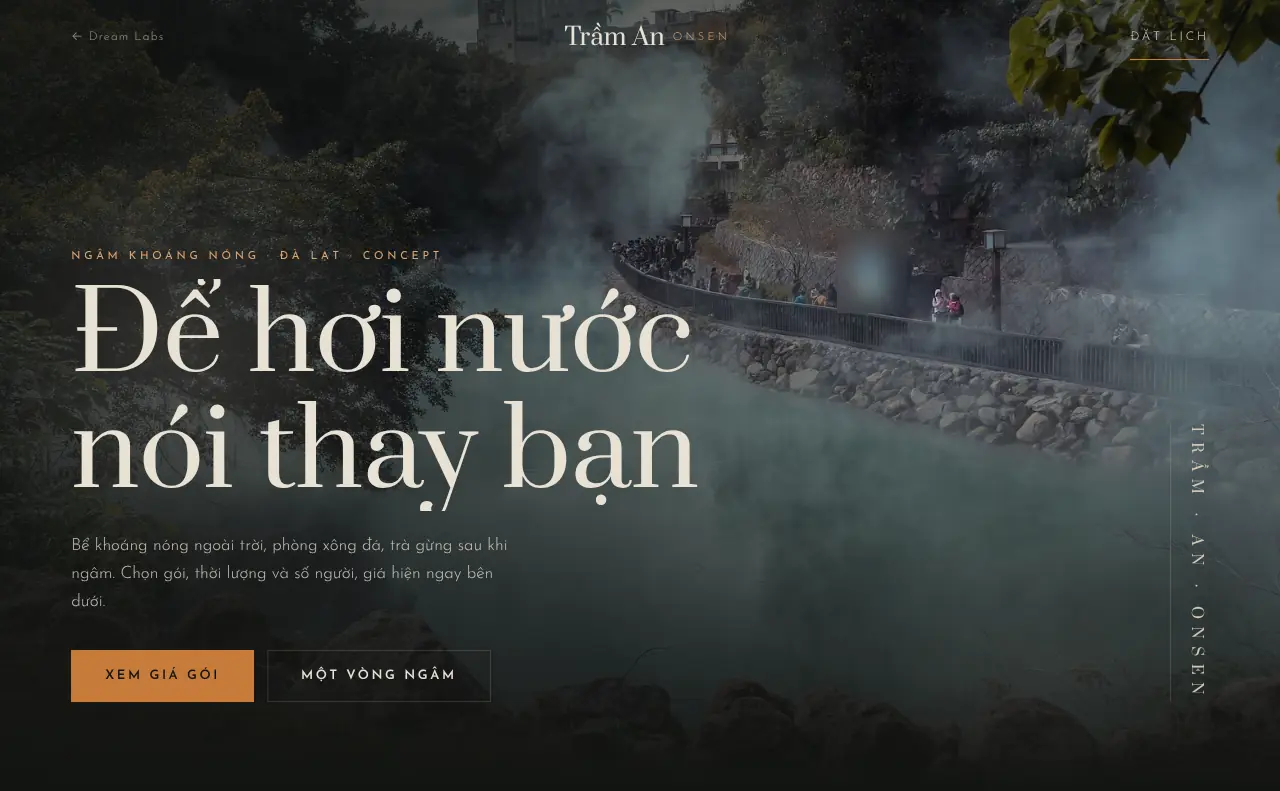 ← Dream Labs
Trầm An ONSEN
ĐẶT LỊCH
NGÂM KHOÁNG NÓNG · ĐÀ LẠT · CONCEPT
Để hơi nước
nói thay bạn
Bể khoáng nóng ngoài trời, phòng xông đá, trà gừng sau khi
ngâm. Chọn gói, thời lượng và số người, giá hiện ngay bên
dưới.
XEM GIÁ GÓI
MỘT VÒNG NGÂM
TRẦM · AN · ONSEN